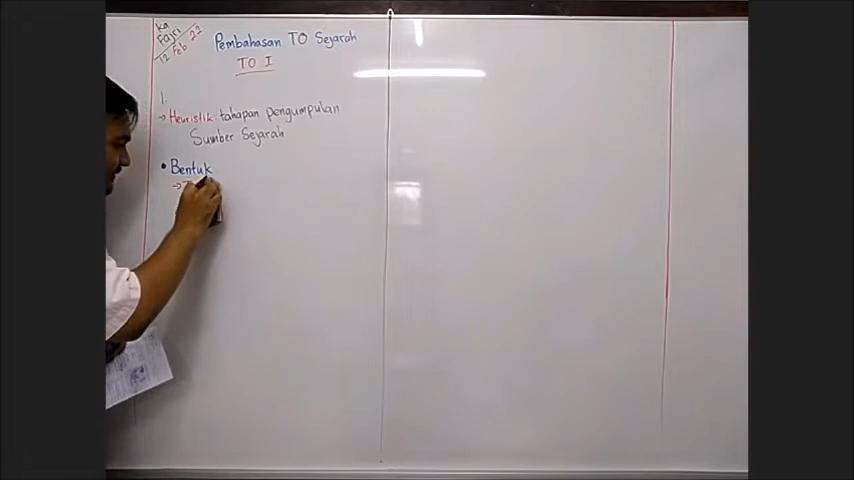 Ka
Fajri
12 Feb 22
Pembahasan TO Sejarah
TO I
1.
→ Heuristik tahapan pengumpulan
Sumber Sejarah
• Bentuk
→